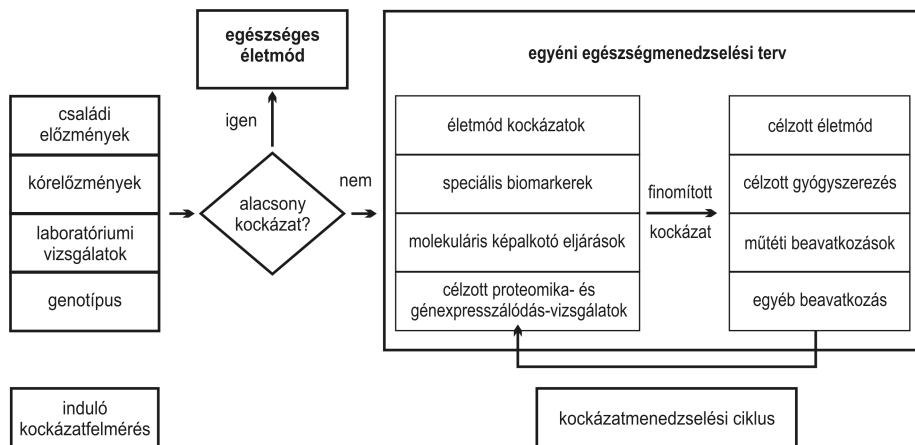 egészséges
életmód
egyéni egészségmenedzselési terv
családi
előzmények
kórelőzmények
laboratóriumi
vizsgálatok
genotípus
igen
alacsony
kockázat?
nem
életmód kockázatok
speciális biomarkerek
molekuláris képalkotó eljárások
célzott proteomika- és
génexpresszálódás-vizsgálatok
finomított
kockázat
célzott életmód
célzott gyógyszerezés
műtéti beavatkozások
egyéb beavatkozás
induló
kockázatfelmérés
kockázatmenedzselési ciklus